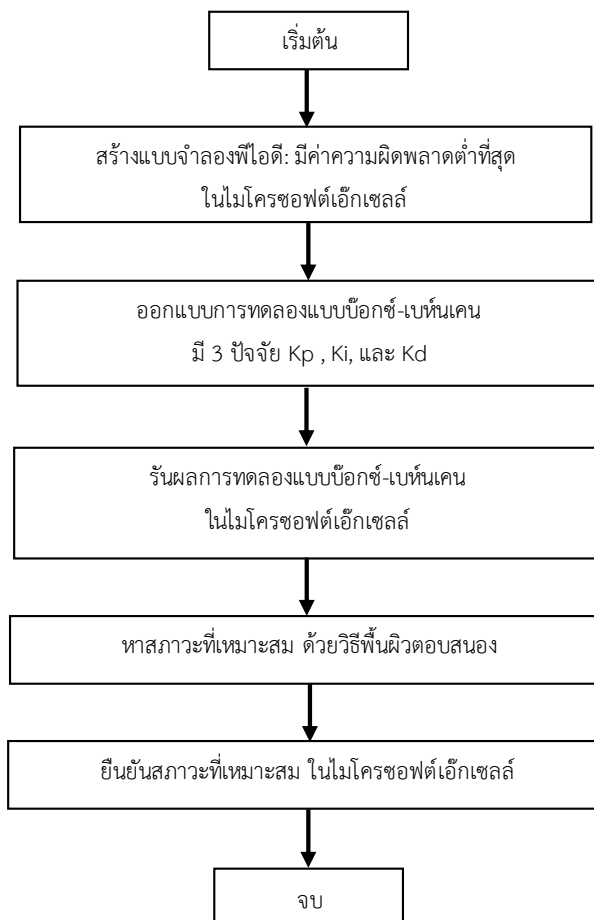 เริ่มต้น
สร้างแบบจำลองพีไอดี: มีค่าความผิดพลาดต่ำที่สุด
ในไมโครซอฟต์เอ๊กเซลล์
ออกแบบการทดลองแบบบ๊อกซ์-เบห์นเคน
มี 3 ปัจจัย Kp , Ki, และ Kd
รันผลการทดลองแบบบ๊อกซ์-เบห์นเคน
ในไมโครซอฟต์เอ๊กเซลล์
หาสภาวะที่เหมาะสม ด้วยวิธีพื้นผิวตอบสนอง
ยืนยันสภาวะที่เหมาะสม ในไมโครซอฟต์เอ๊กเซลล์
จบ